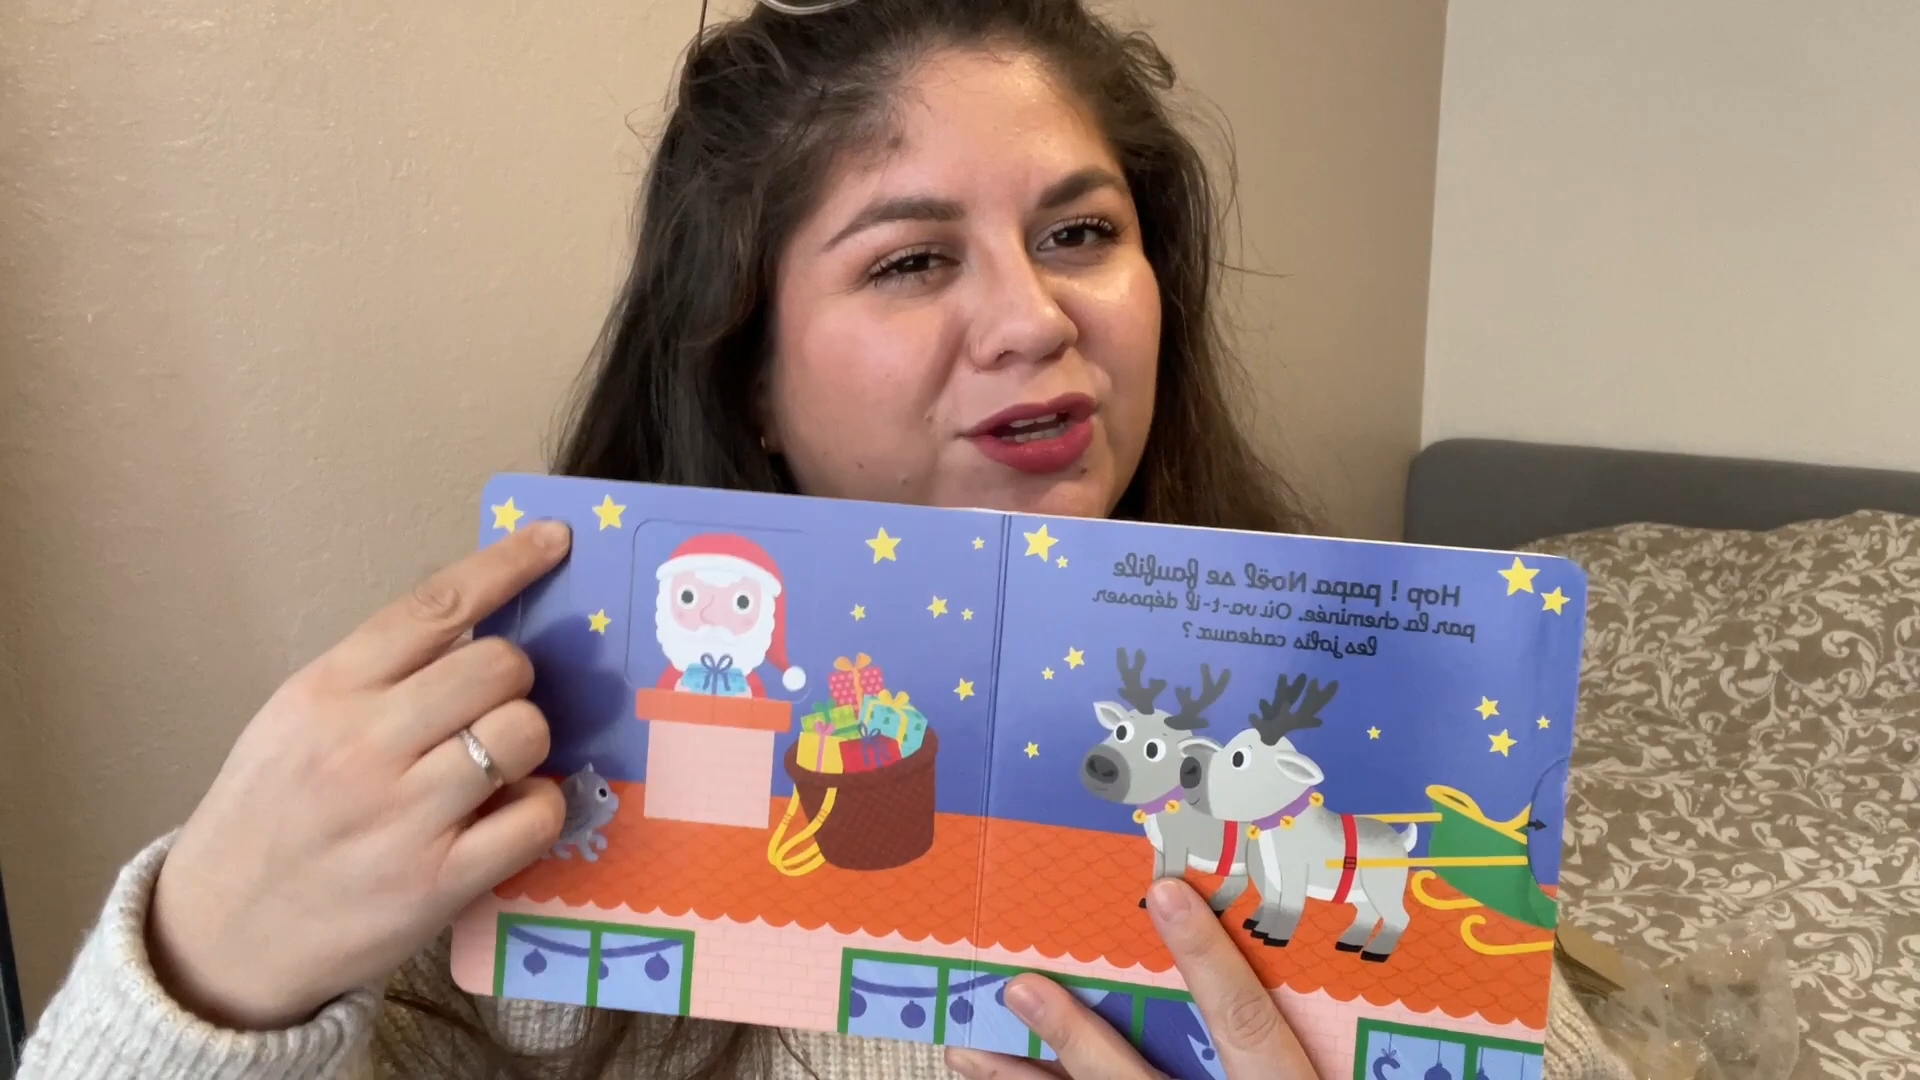 Hop ! papa Noël se faufile
par la cheminée. Où va-t-il déposer
les jolis cadeaux ?